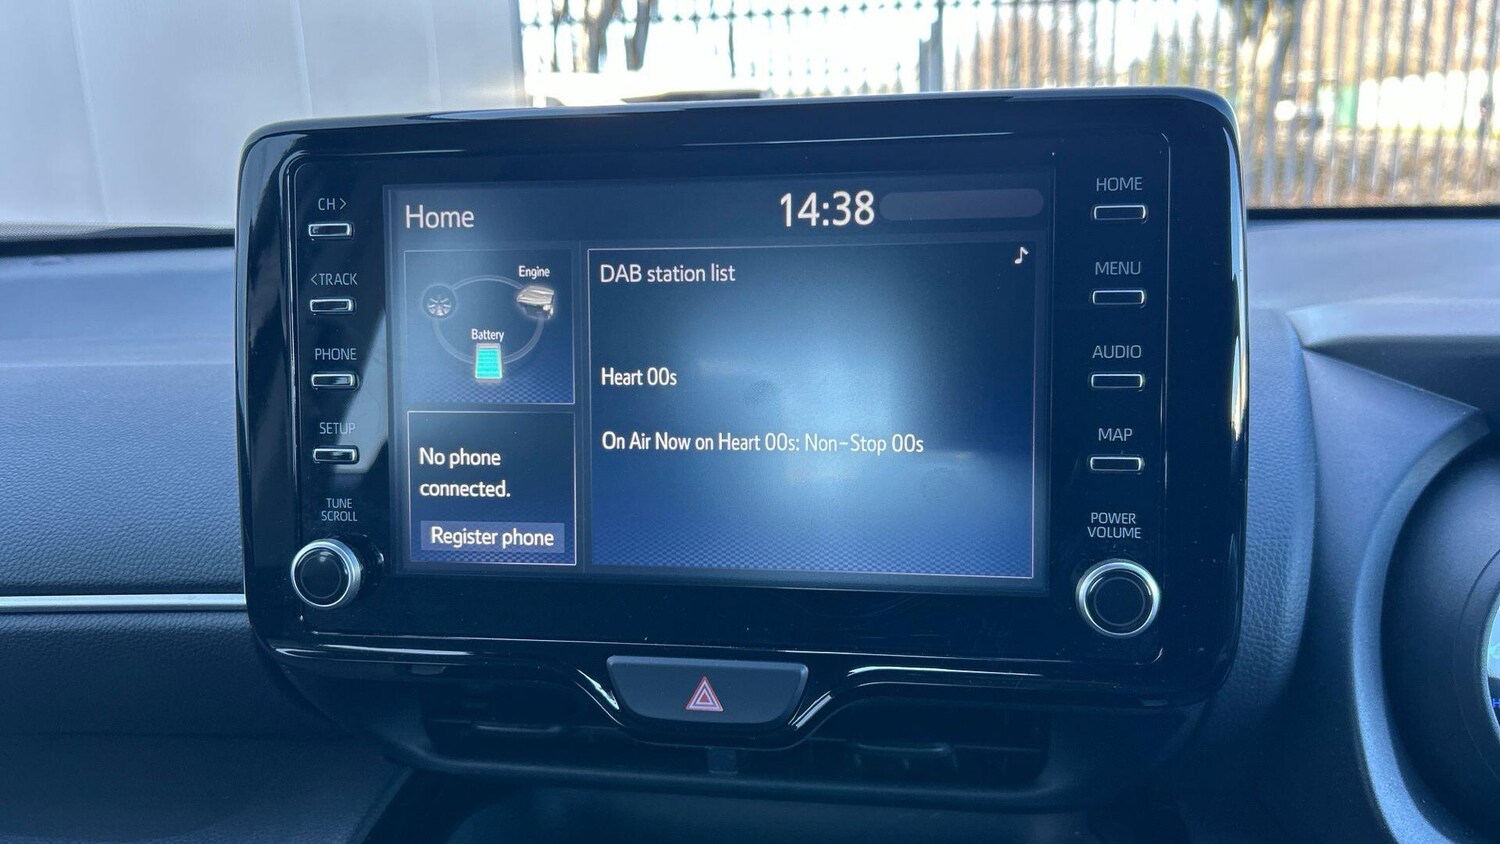 CH >
< TRACK
PHONE
SETUP
TUNE
SCROLL
Home
14:38
Engine
Battery
No phone
connected.
Register phone
DAB station list
Heart 00s
On Air Now on Heart 00s: Non-Stop 00s
HOME
MENU
AUDIO
MAP
POWER
VOLUME